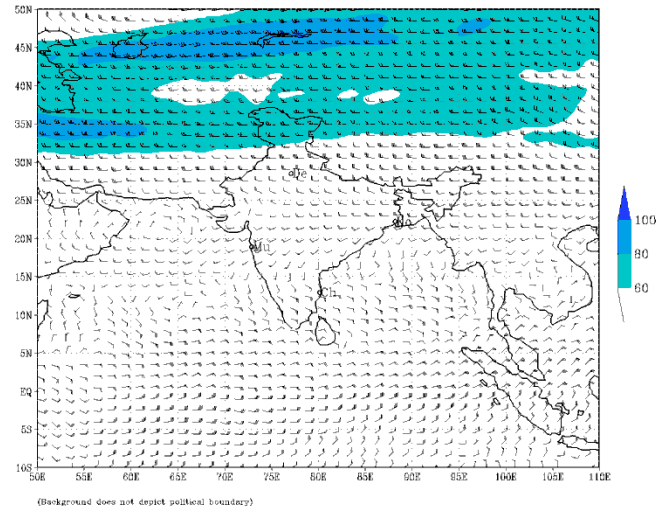 50N
45N
40N
35N
30N
De
25N
100
20N
Mu
80
15N
60
Ch
10N
5N
EQ
5S
10S
50E 55E 60E 65E 70E 75E 80E 85E 90E 95E 100E 105E 110E
(Background does not depict political boundary)